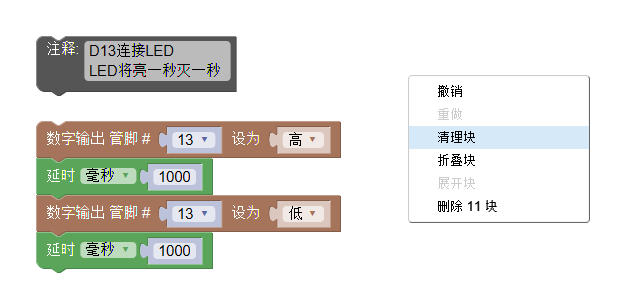 注释: D13连接LED
LED将亮一秒灭一秒
数字输出 管脚 # 13 设为 高
延时 毫秒 1000
数字输出 管脚 # 13 设为 低
延时 毫秒 1000
撤销
重做
清理块
折叠块
展开块
删除 11 块